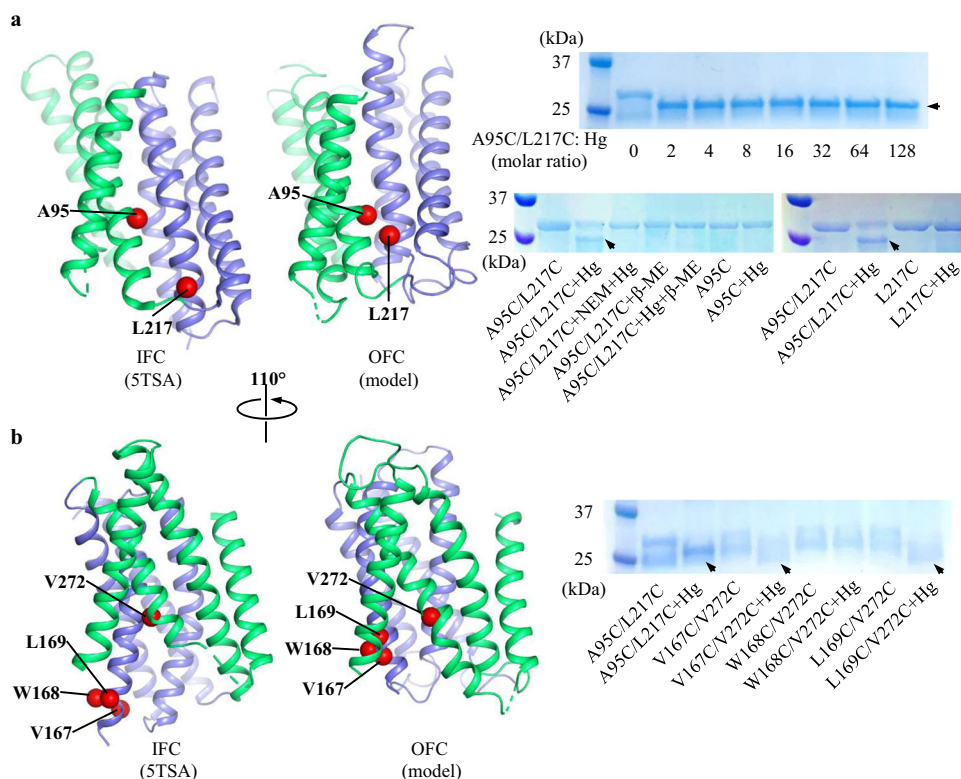 a
A95
L217
IFC
(5TSA)
A95
L217
OFC
(model)
(kDa)
37
25
A95C/L217C: Hg
(molar ratio)
0 2 4 8 16 32 64 128
37
25
(kDa)
A95C/L217C
A95C/L217C+Hg
A95C/L217C+NEM+Hg
A95C/L217C+β-ME
A95C/L217C+Hg+β-ME
A95C
A95C+Hg
37
25
A95C/L217C
A95C/L217C+Hg
L217C
L217C+Hg
110°
b
V272
L169
W168
V167
IFC
(5TSA)
V272
L169
W168
V167
OFC
(model)
37
25
(kDa)
A95C/L217C
A95C/L217C+Hg
V167C/V272C
V167C/V272C+Hg
W168C/V272C
W168C/V272C+Hg
L169C/V272C
L169C/V272C+Hg